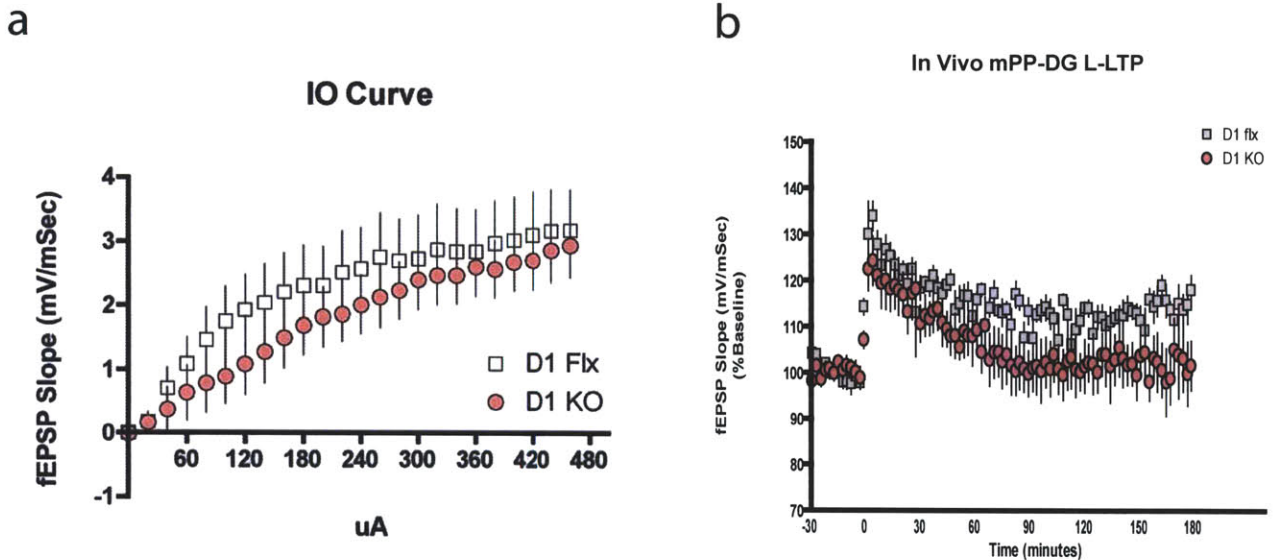 a
IO Curve
fEPSP Slope (mV/mSec)
4
3
2
1
0
-1
60 120 180 240 300 360 420 480
uA
D1 Flx
D1 KO
b
In Vivo mPP-DG L-LTP
D1 flx
D1 KO
fEPSP Slope (mV/mSec)
(%Baseline)
150
140
130
120
110
100
90
80
70
-30 0 30 60 90 120 150 180
Time (minutes)